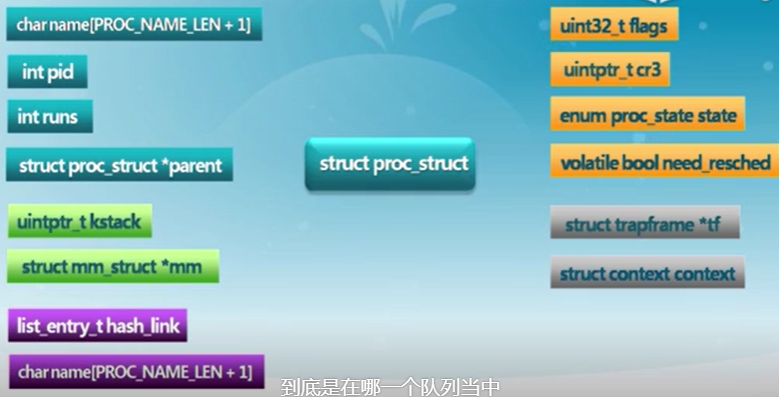 char name[PROC_NAME_LEN + 1]
int pid
int runs
struct proc_struct *parent
uintptr_t kstack
struct mm_struct *mm
list_entry_t hash_link
char name[PROC_NAME_LEN + 1]
struct proc_struct
uint32_t flags
uintptr_t cr3
enum proc_state state
volatile bool need_resched
struct trapframe *tf
struct context context
到底是在哪一个队列当中